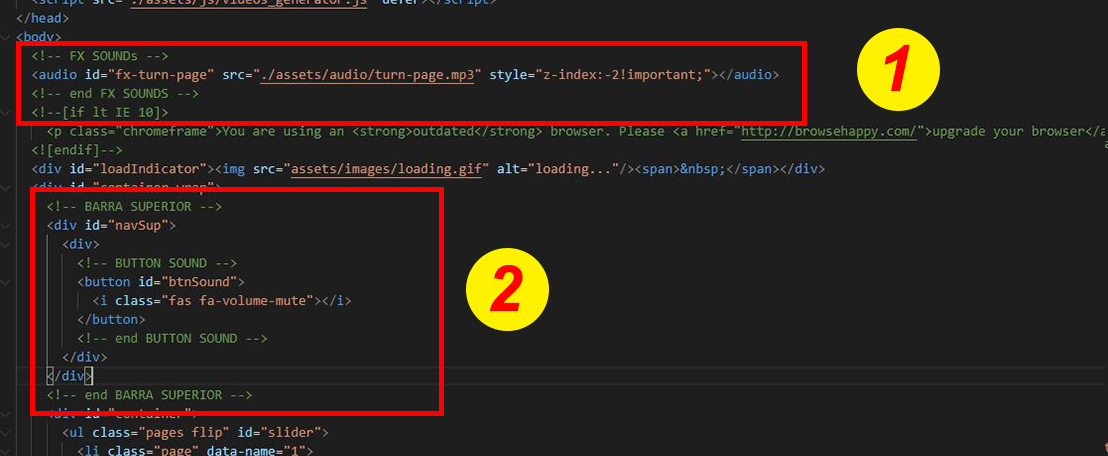 <script src="./assets/js/videos_generator.js" defer></script>
</head>
<body>
<!-- FX SOUNDs -->
<audio id="fx-turn-page" src="./assets/audio/turn-page.mp3" style="z-index:-2!important;"></audio>
<!-- end FX SOUNDS -->
<!--[if lt IE 10]>
<p class="chromeframe">You are using an <strong>outdated</strong> browser. Please <a href="http://browsehappy.com/">upgrade your browser</a
<![endif]-->
<div id="loadIndicator"><img src="assets/images/loading.gif" alt="loading..."/><span>&nbsp;</span></div>
<div id="container-wrap">
<!-- BARRA SUPERIOR -->
<div id="navSup">
<div>
<!-- BUTTON SOUND -->
<button id="btnSound">
<i class="fas fa-volume-mute"></i>
</button>
<!-- end BUTTON SOUND -->
</div>
</div>
<!-- end BARRA SUPERIOR -->
<div id="container">
<ul class="pages flip" id="slider">
<li class="page" data-name="1">
1
2